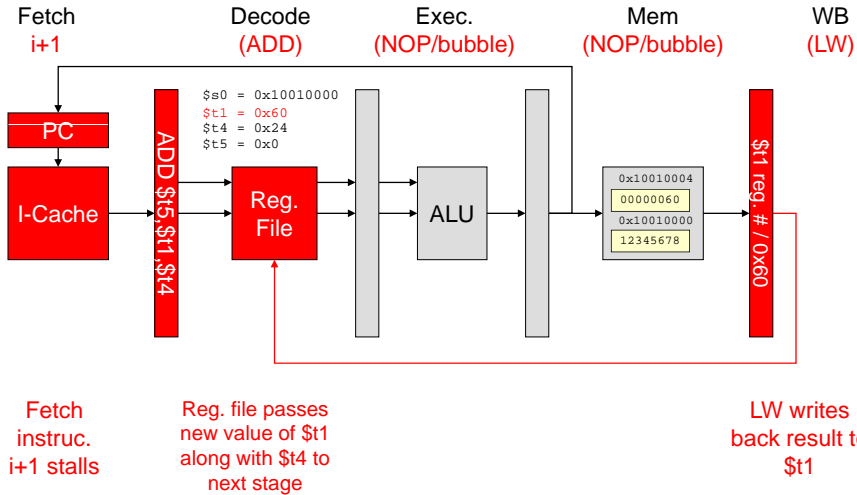 Fetch
i+1
Decode
(ADD)
Exec.
(NOP/bubble)
Mem
(NOP/bubble)
WB
(LW)
$s0 = 0x10010000
$t1 = 0x60
$t4 = 0x24
$t5 = 0x0
PC
I-Cache
ADD $t5,$t1,$t4
Reg.
File
ALU
0x10010004
00000060
0x10010000
12345678
$t1 reg. # / 0x60
Fetch
instruc.
i+1 stalls
Reg. file passes
new value of $t1
along with $t4 to
next stage
LW writes
back result t
$t1